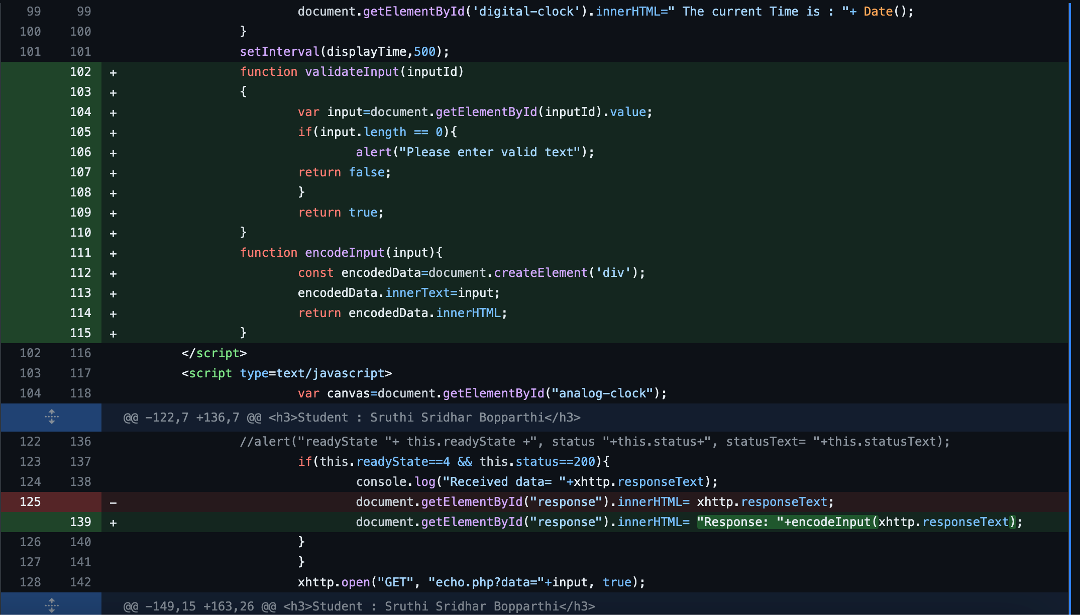 99 99 document.getElementById('digital-clock').innerHTML=" The current Time is : "+ Date();
100 100 }
101 101 setInterval(displayTime,500);
102 + function validateInput(inputId)
103 + {
104 + var input=document.getElementById(inputId).value;
105 + if(input.length == 0){
106 + alert("Please enter valid text");
107 + return false;
108 + }
109 + return true;
110 + }
111 + function encodeInput(input){
112 + const encodedData=document.createElement('div');
113 + encodedData.innerText=input;
114 + return encodedData.innerHTML;
115 + }
102 116 </script>
103 117 <script type=text/javascript>
104 118 var canvas=document.getElementById("analog-clock");
@@ -122,7 +136,7 @@ <h3>Student : Sruthi Sridhar Bopparthi</h3>
122 136 //alert("readyState "+ this.readyState +", status "+this.status+", statusText= "+this.statusText);
123 137 if(this.readyState==4 && this.status==200){
124 138 console.log("Received data= "+xhttp.responseText);
125 - document.getElementById("response").innerHTML= xhttp.responseText;
139 + document.getElementById("response").innerHTML= "Response: "+encodeInput(xhttp.responseText);
126 140 }
127 141 }
128 142 xhttp.open("GET", "echo.php?data="+input, true);
@@ -149,15 +163,26 @@ <h3>Student : Sruthi Sridhar Bopparthi</h3>